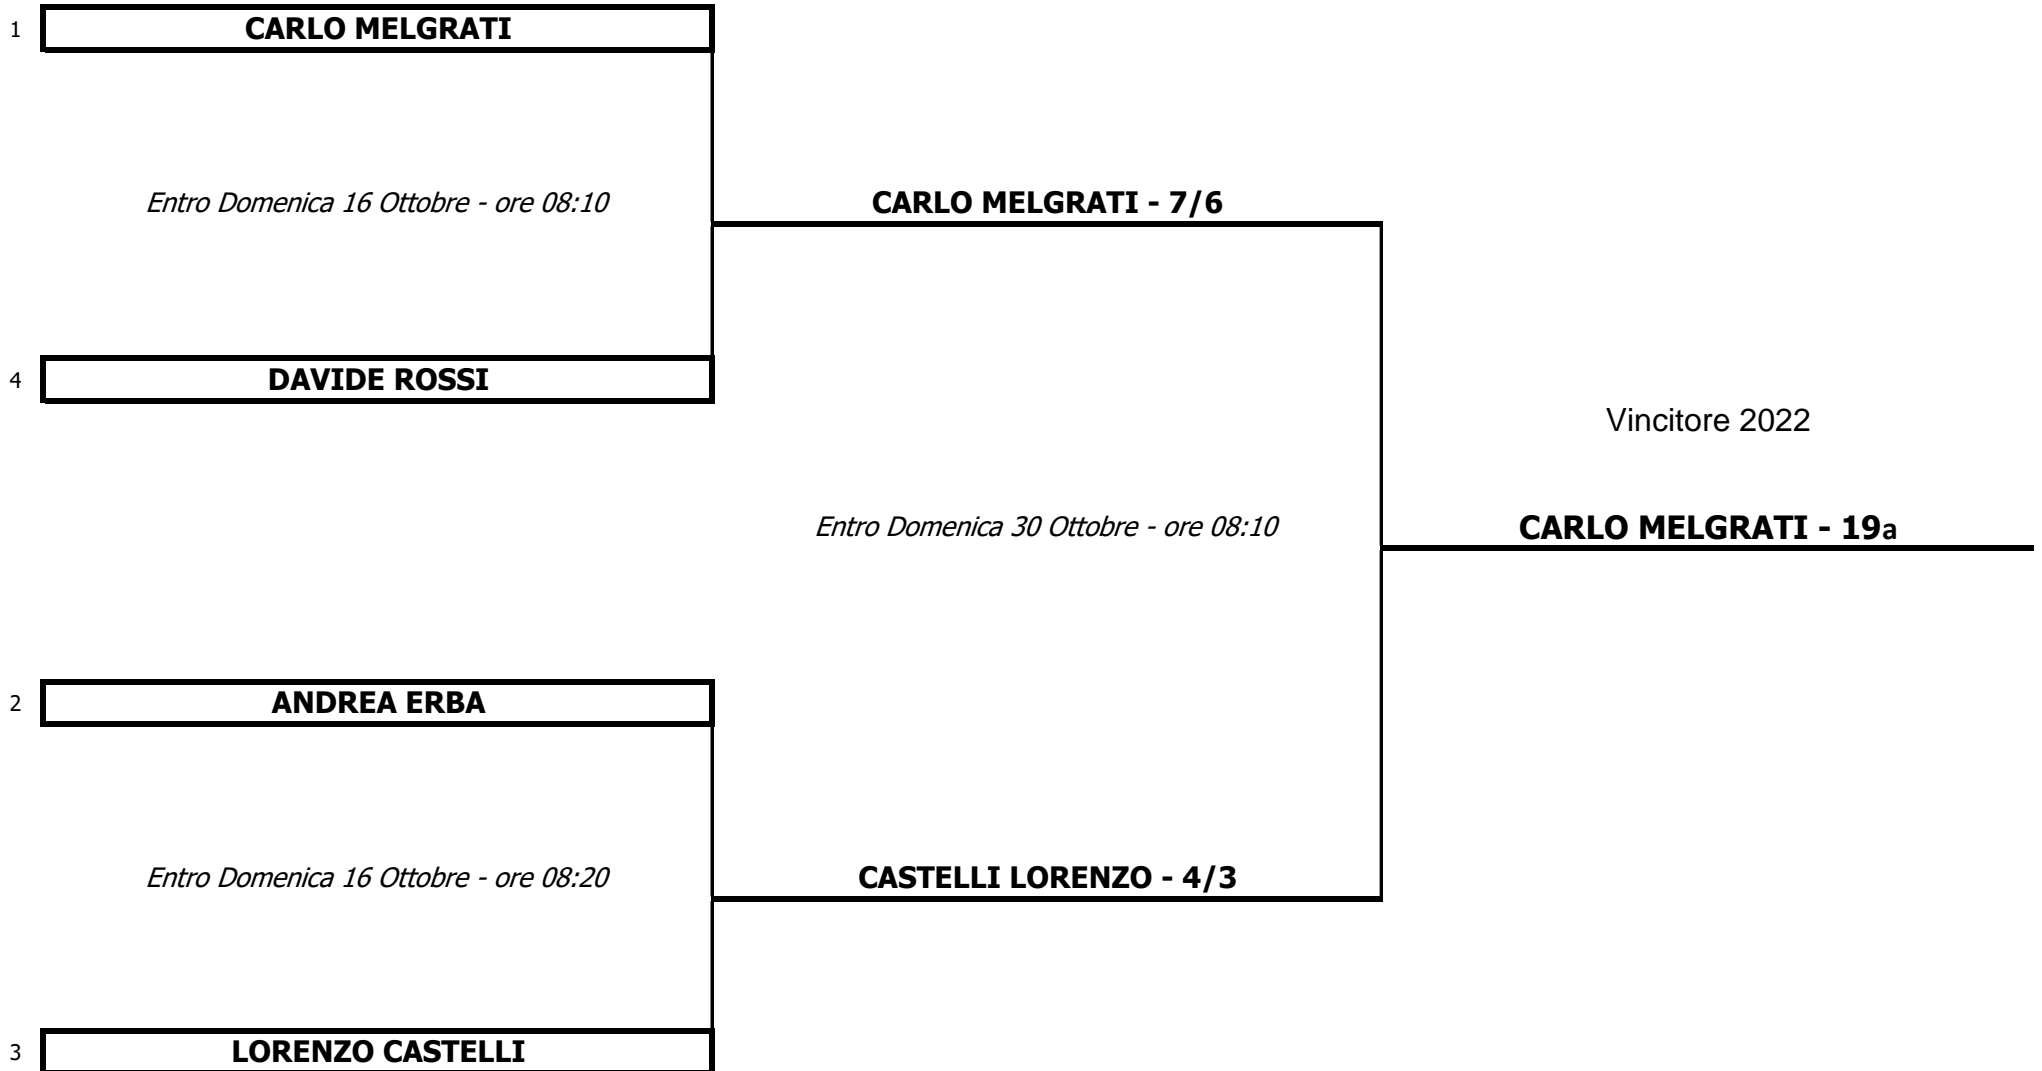 1 CARLO MELGRATI
Entro Domenica 16 Ottobre - ore 08:10
CARLO MELGRATI - 7/6
4 DAVIDE ROSSI
Vincitore 2022
Entro Domenica 30 Ottobre - ore 08:10
CARLO MELGRATI - 19a
2 ANDREA ERBA
Entro Domenica 16 Ottobre - ore 08:20
CASTELLI LORENZO - 4/3
3 LORENZO CASTELLI